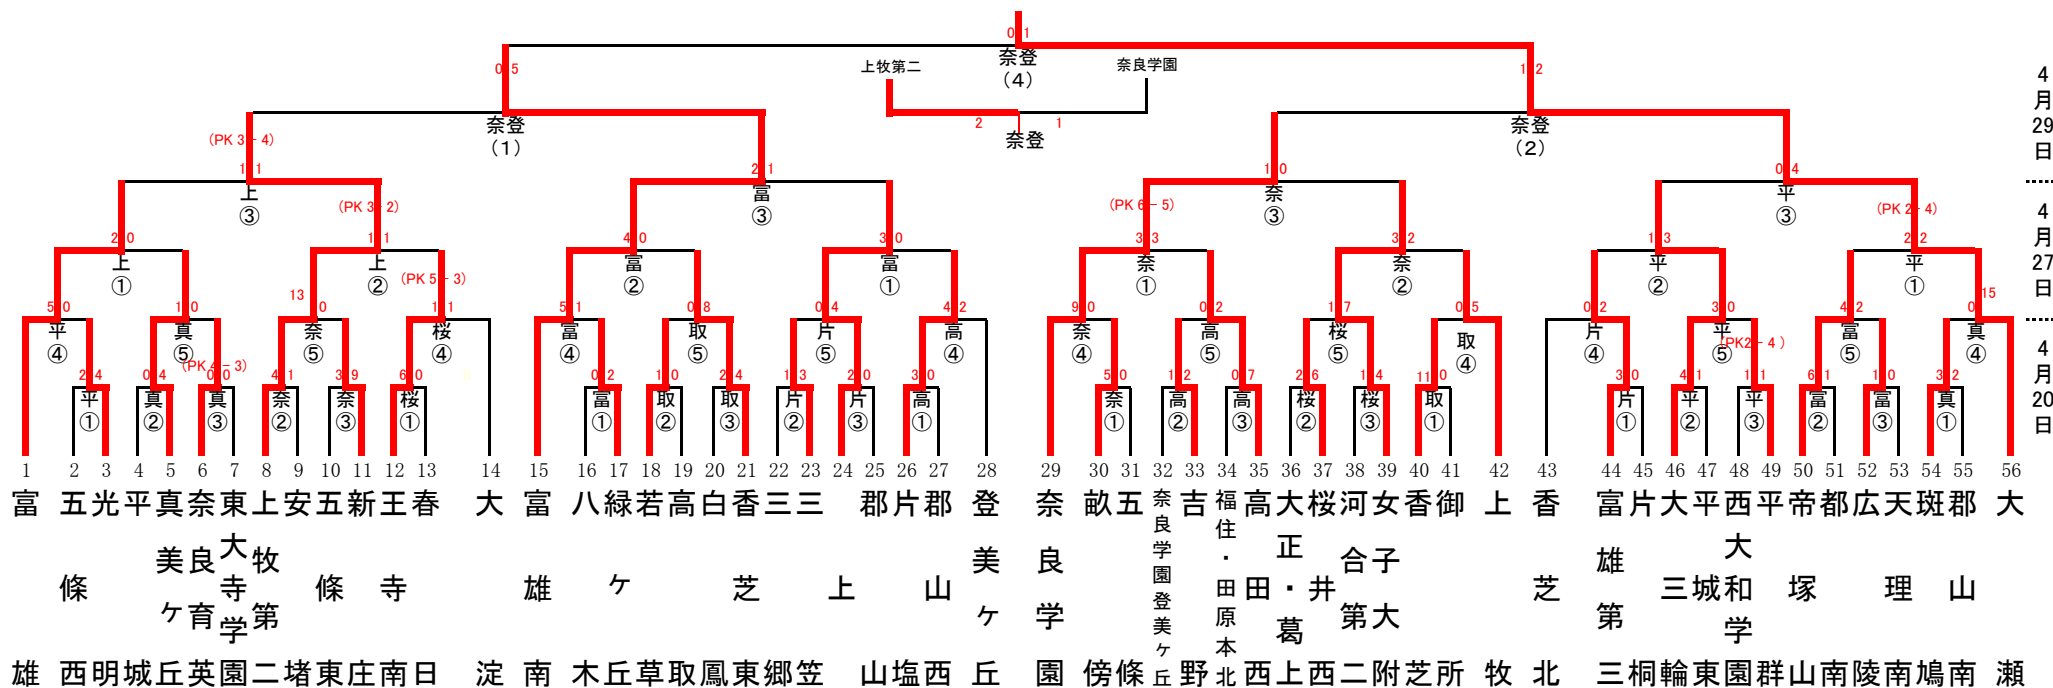 0 1
奈登
(4)
上牧第二
奈良学園
0 5
1 2
4月29日
奈登
(1)
2 1
奈登
奈登
(2)
(PK 3 - 4)
1 1
2 1
1 0
0 4
上
③
富
③
奈
③
平
③
(PK 3 - 2)
(PK 6 - 5)
(PK 2 - 4)
4月27日
2 0
1 1
4 0
3 0
3 3
3 2
1 3
2 2
上
①
上
②
富
②
富
①
奈
①
奈
②
平
②
平
①
(PK 5 - 3)
5 0
1 0
13 0
1 1
5 1
0 8
0 4
4 2
9 0
0 2
1 7
0 5
0 2
3 0
4 2
0 15
平
④
真
⑤
奈
⑤
桜
④
富
④
取
⑤
片
⑤
高
④
奈
④
高
⑤
桜
⑤
取
④
片
④
平
⑤
富
⑤
真
④
(PK 4 - 3)
(PK2 - 4 )
4月20日
2 4
0 4
0 0
4 1
3 9
6 0
0 2
1 0
2 4
1 3
2 0
3 0
5 0
1 2
0 7
2 6
1 4
11 0
3 0
4 1
1 1
6 1
1 0
3 2
平
①
真
②
真
③
奈
②
奈
③
桜
①
富
①
取
②
取
③
片
②
片
③
高
①
奈
①
高
②
高
③
桜
②
桜
③
取
①
片
①
平
②
平
③
富
②
富
③
真
①
1 富雄
2 五條西
3 光明
4 平城
5 真美ヶ丘
6 奈良育英
7 東大寺学園
8 上牧第二
9 安堵
10 五條東
11 新庄
12 王寺南
13 春日
14 大淀
15 富雄南
16 八木
17 緑ケ丘
18 若草
19 高取
20 白鳳
21 香芝東
22 三郷
23 三笠
24 上
25 郡山
26 片塩
27 郡山西
28 登美ヶ丘
29 奈良学園
30 畝傍
31 五條
32 奈良学園登美ヶ丘
33 吉野
34 福住・田原本北
35 高田西
36 大正・葛上
37 桜井西
38 河合第二
39 女子大附
40 香芝
41 御所
42 上牧
43 香芝北
44 富雄第三
45 片桐
46 大三輪
47 平城東
48 西大和学園
49 平群
50 帝塚山
51 都南
52 広陵
53 天理南
54 斑鳩
55 郡山南
56 大瀬